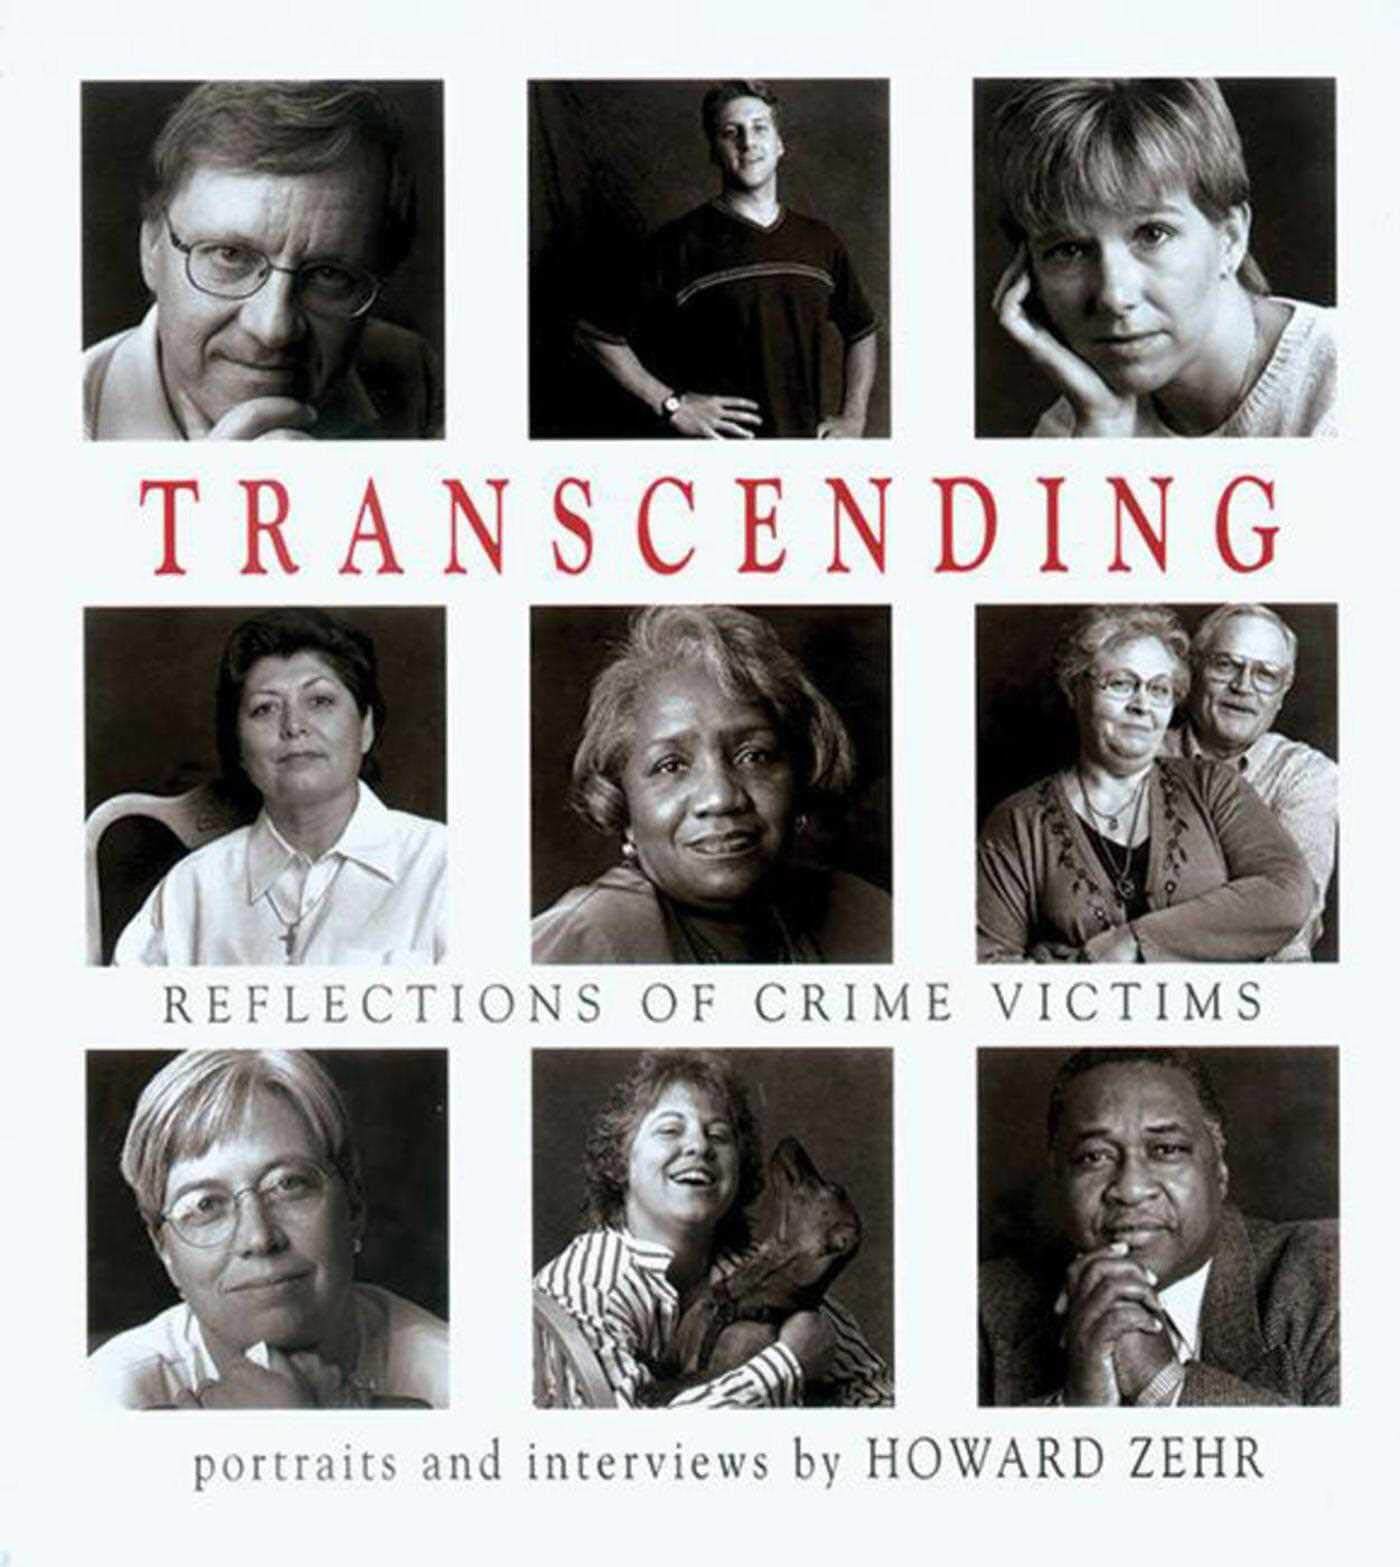 TRANSCENDING
REFLECTIONS OF CRIME VICTIMS
portraits and interviews by HOWARD ZEHR